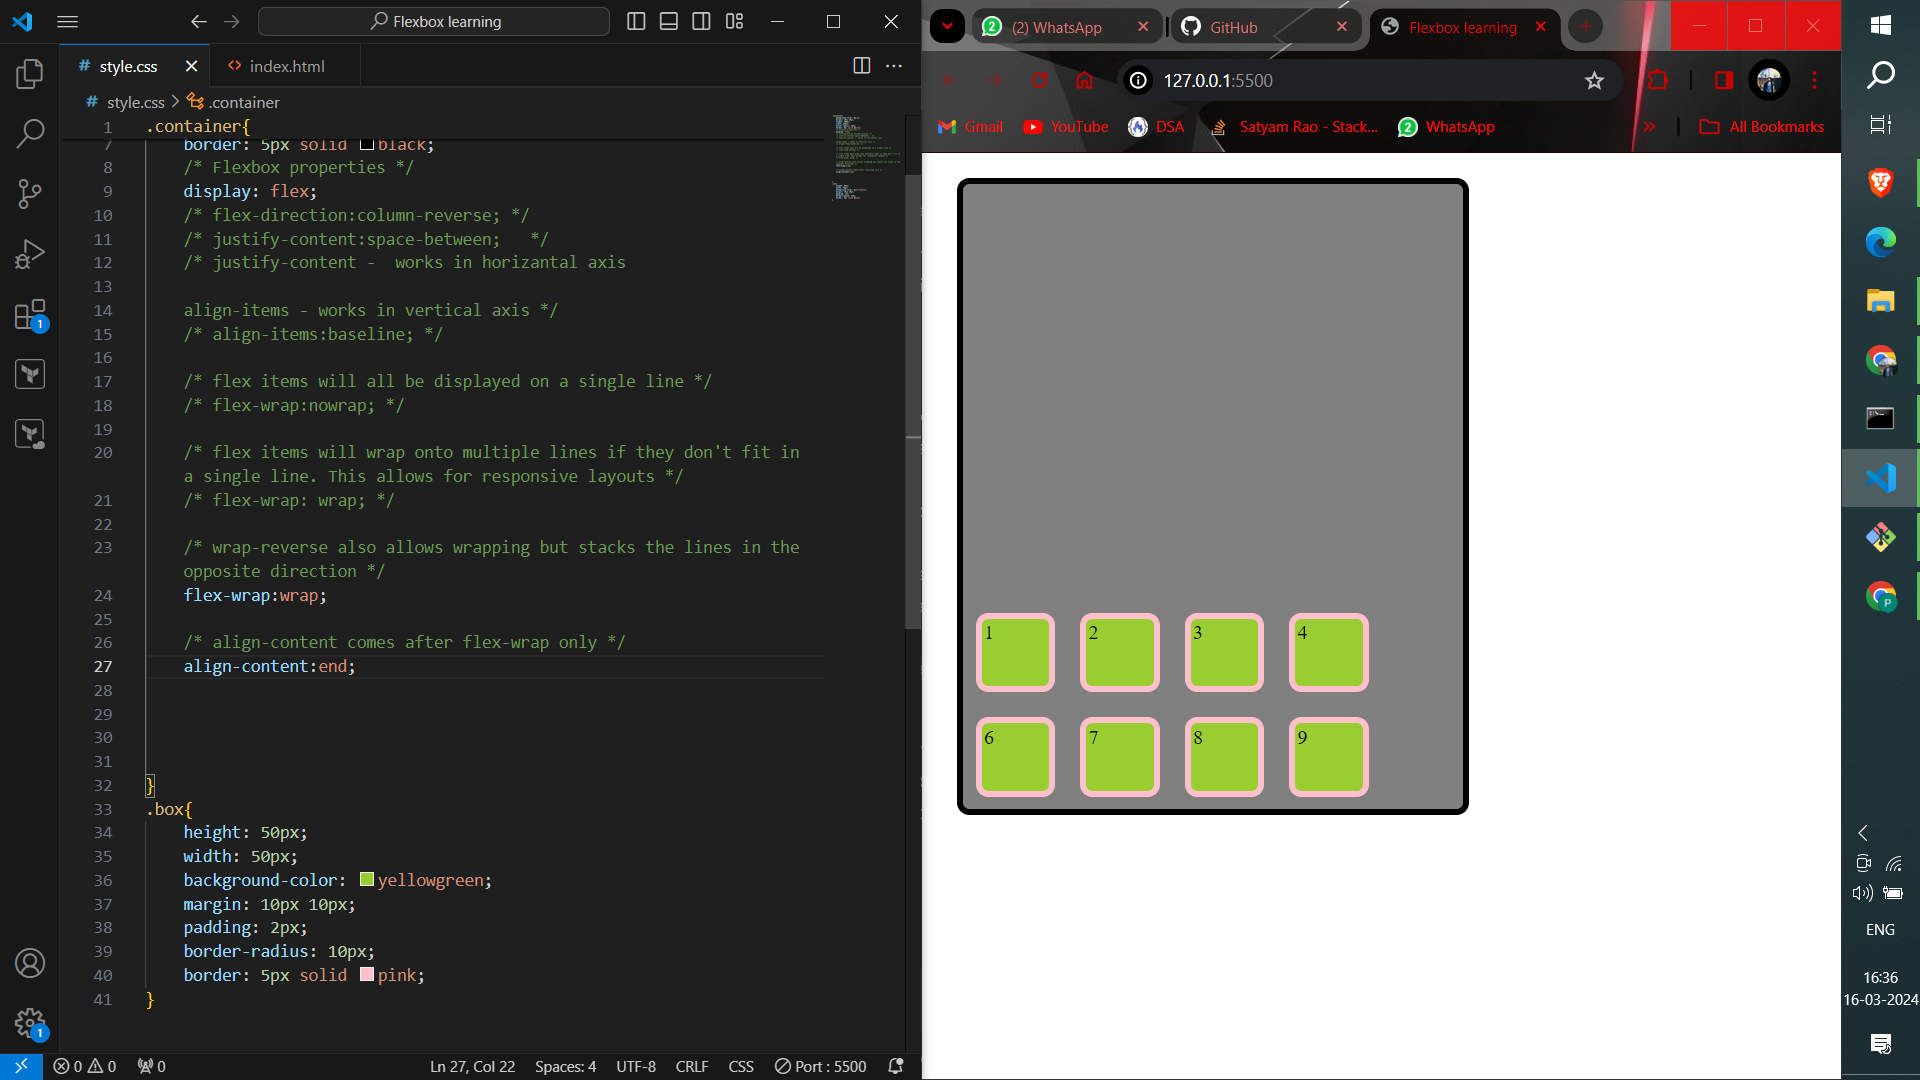 Flexbox learning
# style.css
<> index.html
# style.css > .container
1 .container{
7 border: 5px solid black;
8 /* Flexbox properties */
9 display: flex;
10 /* flex-direction:column-reverse; */
11 /* justify-content:space-between;   */
12 /* justify-content -  works in horizantal axis
13
14 align-items - works in vertical axis */
15 /* align-items:baseline; */
16
17 /* flex items will all be displayed on a single line */
18 /* flex-wrap:nowrap; */
19
20 /* flex items will wrap onto multiple lines if they don't fit in
a single line. This allows for responsive layouts */
21 /* flex-wrap: wrap; */
22
23 /* wrap-reverse also allows wrapping but stacks the lines in the
opposite direction */
24 flex-wrap:wrap;
25
26 /* align-content comes after flex-wrap only */
27 align-content:end;
28
29
30
31
32 }
33 .box{
34 height: 50px;
35 width: 50px;
36 background-color: yellowgreen;
37 margin: 10px 10px;
38 padding: 2px;
39 border-radius: 10px;
40 border: 5px solid pink;
41 }
1
1
0 0 0
Ln 27, Col 22 Spaces: 4 UTF-8 CRLF CSS Port : 5500
2 (2) WhatsApp
GitHub
Flexbox learning
127.0.0.1:5500
Gmail YouTube DSA Satyam Rao - Stack... 2 WhatsApp » All Bookmarks
1 2 3 4
6 7 8 9
P
ENG
16:36
16-03-2024